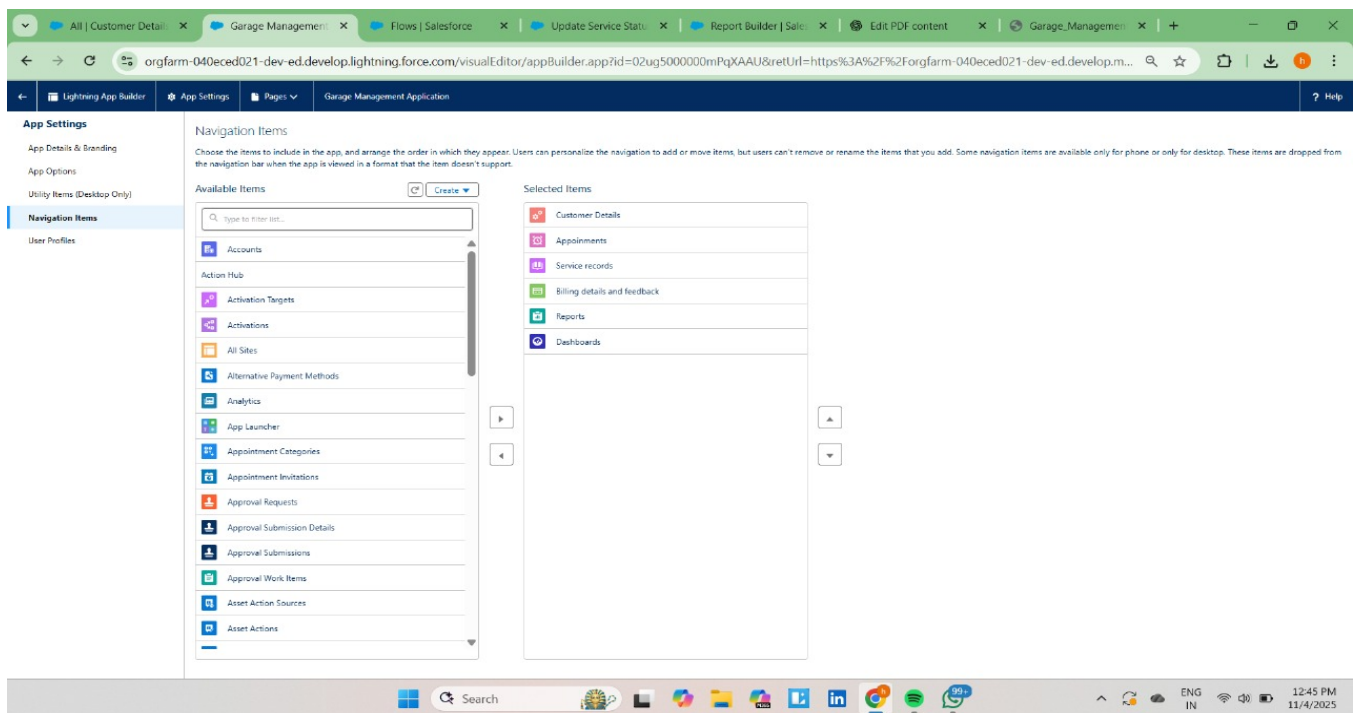 All | Customer Details
Garage Management
Flows | Salesforce
Update Service Statu
Report Builder | Sales
Edit PDF content
Garage_Managemen
orgfarm-040eced021-dev-ed.develop.lightning.force.com/visualEditor/appBuilder.app?id=02ug5000000mPqXAAU&retUrl=https%3A%2F%2Forgfarm-040eced021-dev-ed.develop.m...
h
Lightning App Builder
App Settings
Pages
Garage Management Application
? Help
App Settings
App Details & Branding
App Options
Utility Items (Desktop Only)
Navigation Items
User Profiles
Navigation Items
Choose the items to include in the app, and arrange the order in which they appear. Users can personalize the navigation to add or move items, but users can't remove or rename the items that you add. Some navigation items are available only for phone or only for desktop. These items are dropped from
the navigation bar when the app is viewed in a format that the item doesn't support.
Available Items
Create
Type to filter list...
Accounts
Action Hub
Activation Targets
Activations
All Sites
Alternative Payment Methods
Analytics
App Launcher
Appointment Categories
Appointment Invitations
Approval Requests
Approval Submission Details
Approval Submissions
Approval Work Items
Asset Action Sources
Asset Actions
Selected Items
Customer Details
Appoinments
Service records
Billing details and feedback
Reports
Dashboards
Search
99+
ENG
IN
12:45 PM
11/4/2025